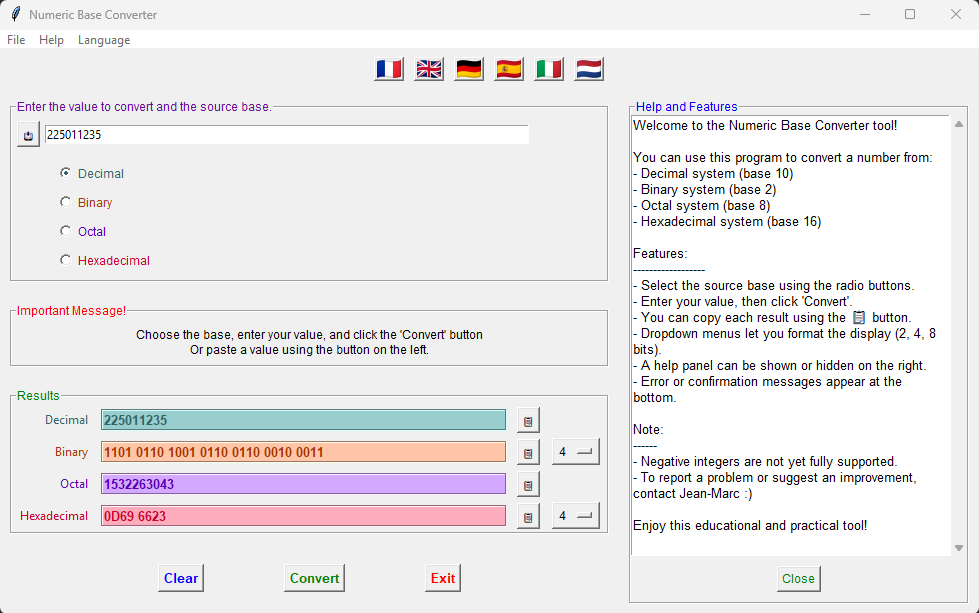 Numeric Base Converter
File Help Language
Enter the value to convert and the source base.
225011235
Decimal
Binary
Octal
Hexadecimal
Important Message!
Choose the base, enter your value, and click the 'Convert' button
Or paste a value using the button on the left.
Results
Decimal 225011235
Binary 1101 0110 1001 0110 0110 0010 0011 4
Octal 1532263043
Hexadecimal 0D69 6623 4
Clear Convert Exit
Help and Features
Welcome to the Numeric Base Converter tool!
You can use this program to convert a number from:
- Decimal system (base 10)
- Binary system (base 2)
- Octal system (base 8)
- Hexadecimal system (base 16)
Features:
------------------
- Select the source base using the radio buttons.
- Enter your value, then click 'Convert'.
- You can copy each result using the 📋 button.
- Dropdown menus let you format the display (2, 4, 8
bits).
- A help panel can be shown or hidden on the right.
- Error or confirmation messages appear at the
bottom.
Note:
------
- Negative integers are not yet fully supported.
- To report a problem or suggest an improvement,
contact Jean-Marc :)
Enjoy this educational and practical tool!
Close